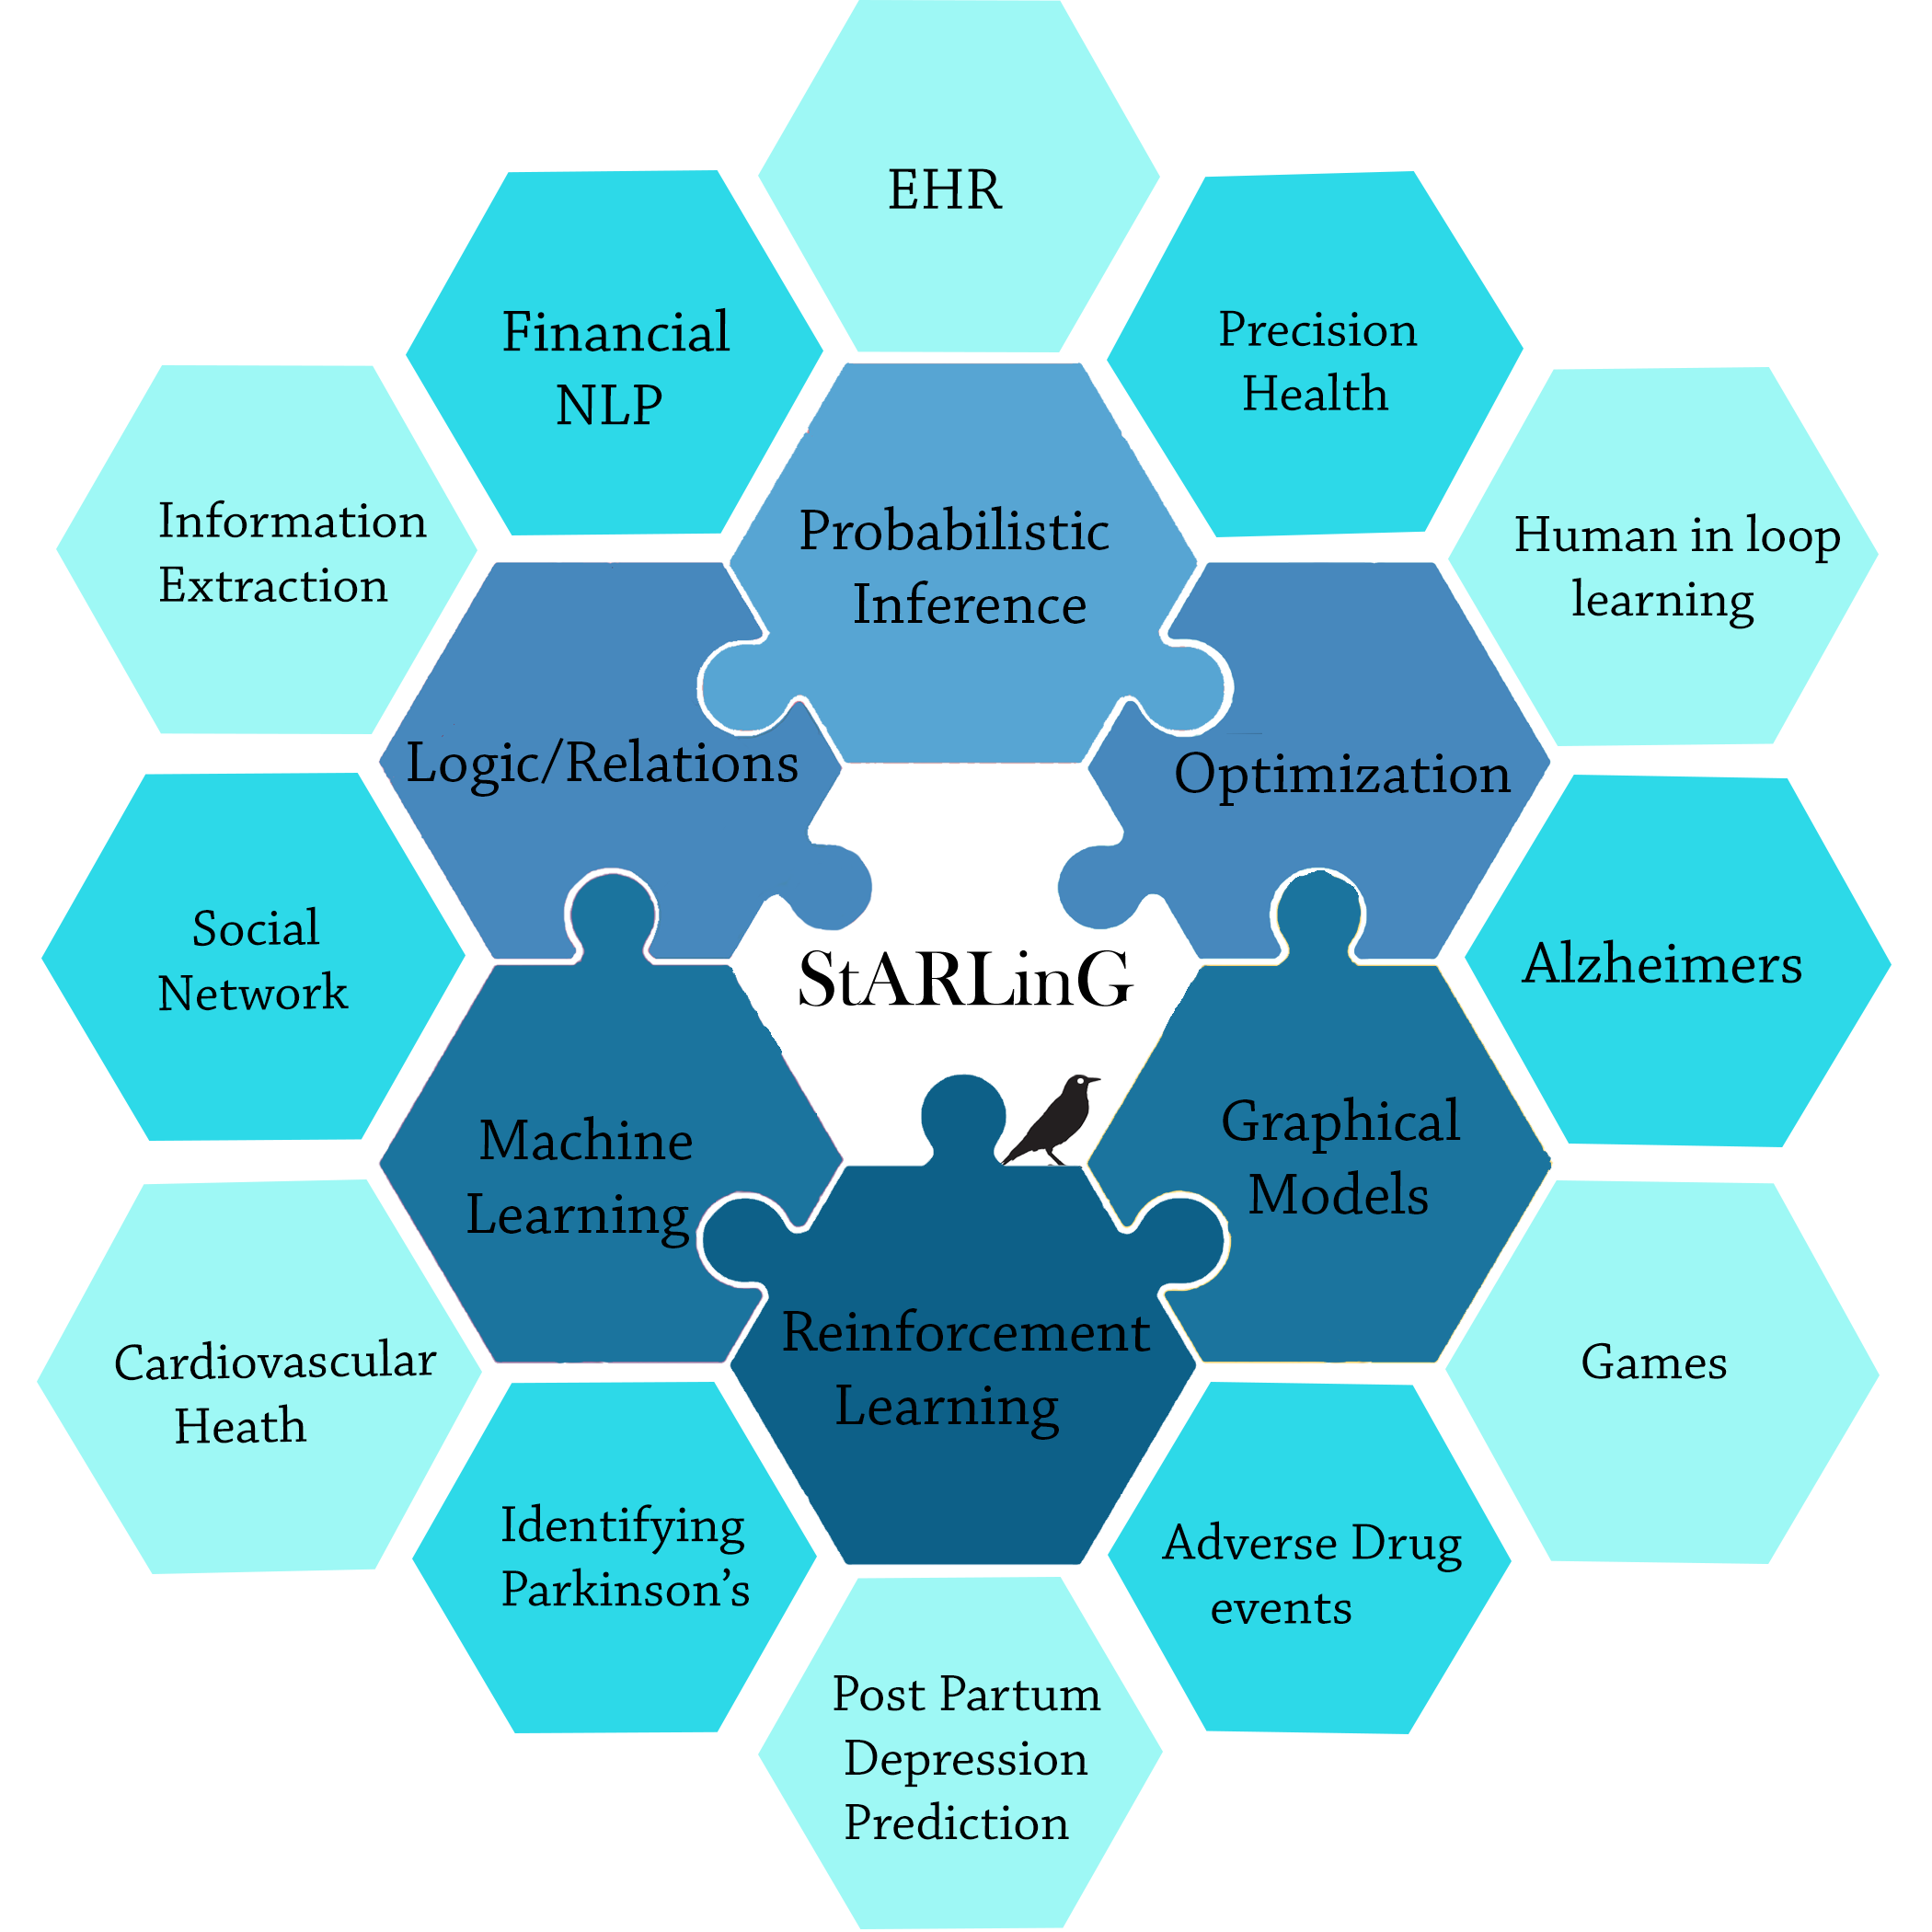 EHR
Financial
NLP
Precision
Health
Information
Extraction
Probabilistic
Inference
Human in loop
learning
Logic/Relations
Optimization
Social
Network
StARLinG
Alzheimers
Machine
Learning
Graphical
Models
Cardiovascular
Heath
Reinforcement
Learning
Games
Identifying
Parkinson’s
Adverse Drug
events
Post Partum
Depression
Prediction